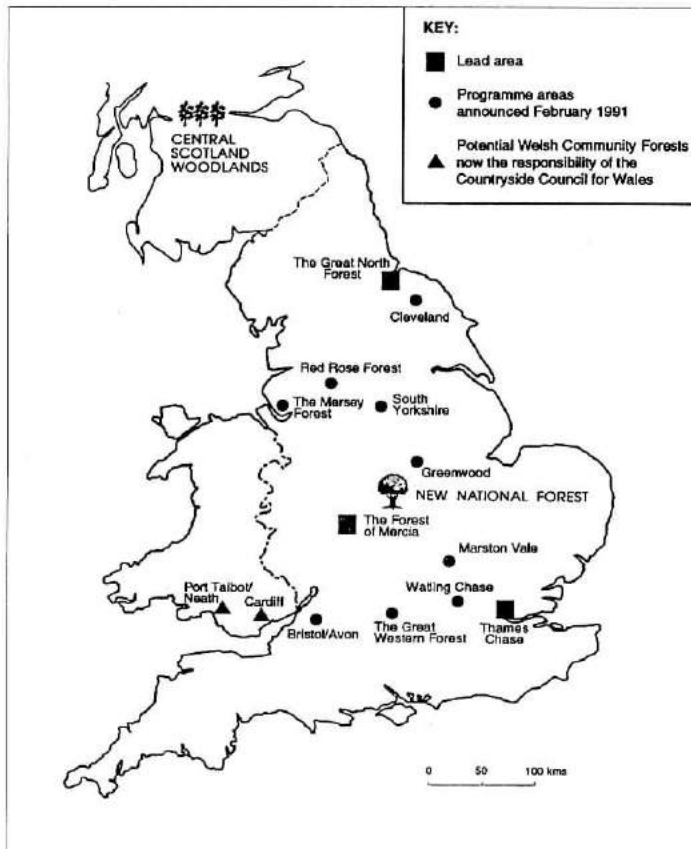 KEY:
Lead area
Programme areas
announced February 1991
Potential Welsh Community Forests
now the responsibility of the
Countryside Council for Wales
CENTRAL
SCOTLAND
WOODLANDS
The Great North
Forest
Cleveland
Red Rose Forest
The Mersey
Forest
South
Yorkshire
Greenwood
NEW NATIONAL FOREST
The Forest
of Mercia
Marston Vale
Port Talbot/
Neath
Cardiff
Watling Chase
Bristol/Avon
The Great
Western Forest
Thames
Chase
0 50 100 kms